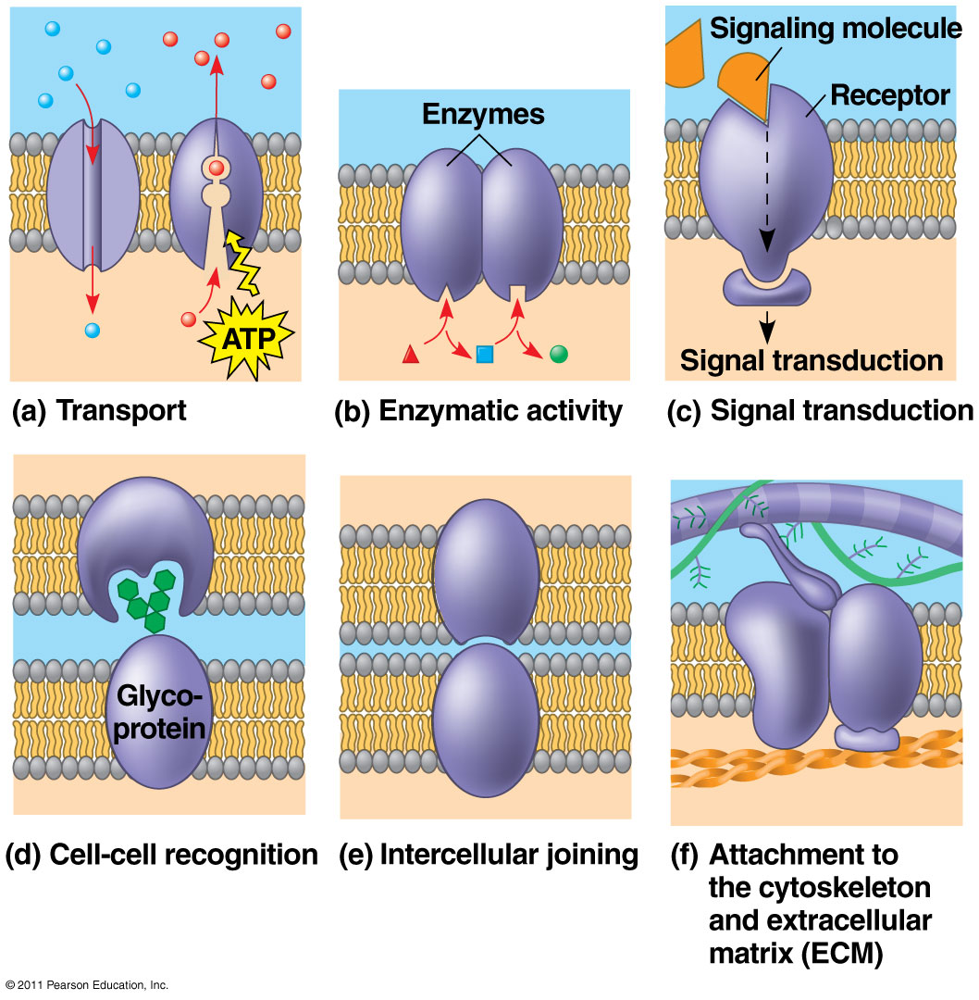 Signaling molecule
Receptor
Enzymes
ATP
Signal transduction
(a) Transport
(b) Enzymatic activity
(c) Signal transduction
Glyco-
protein
(d) Cell-cell recognition
(e) Intercellular joining
(f) Attachment to
the cytoskeleton
and extracellular
matrix (ECM)
© 2011 Pearson Education, Inc.